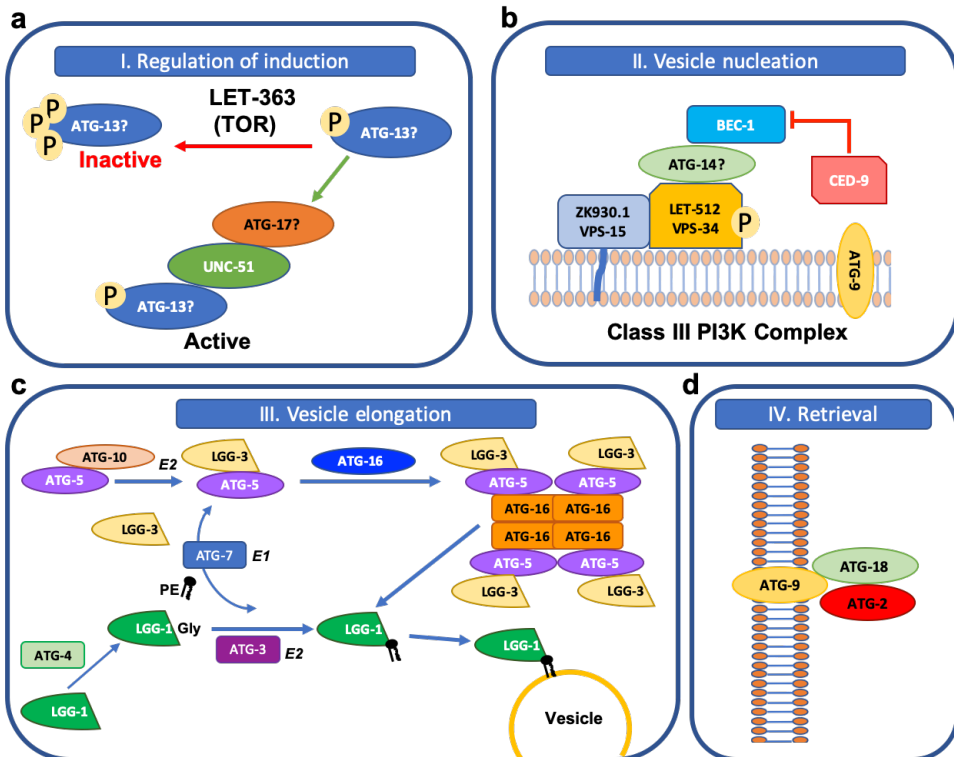 a
I. Regulation of induction
P
P
P
ATG-13?
Inactive
LET-363
(TOR)
P
ATG-13?
ATG-17?
UNC-51
P
ATG-13?
Active
b
II. Vesicle nucleation
BEC-1
ATG-14?
CED-9
ZK930.1
VPS-15
LET-512
VPS-34
P
ATG-9
Class III PI3K Complex
c
III. Vesicle elongation
ATG-10
ATG-5
E2
LGG-3
ATG-5
ATG-16
LGG-3
LGG-3
ATG-5
ATG-5
ATG-16
ATG-16
ATG-16
ATG-16
ATG-5
ATG-5
LGG-3
LGG-3
LGG-3
ATG-7
E1
PE
LGG-1
Gly
ATG-3
E2
LGG-1
LGG-1
ATG-4
LGG-1
Vesicle
d
IV. Retrieval
ATG-9
ATG-18
ATG-2